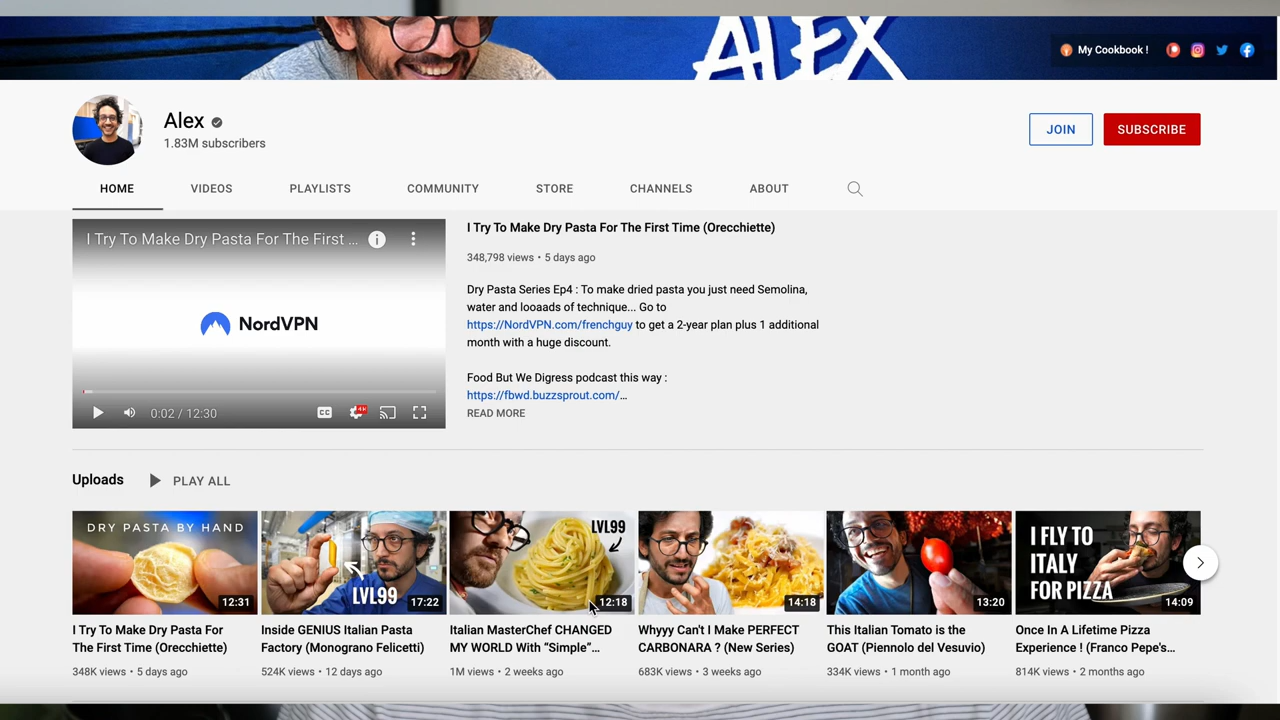 ALEX
My Cookbook !
Alex
1.83M subscribers
JOIN
SUBSCRIBE
HOME
VIDEOS
PLAYLISTS
COMMUNITY
STORE
CHANNELS
ABOUT
I Try To Make Dry Pasta For The First ...
NordVPN
0:02 / 12:30
CC
4K
I Try To Make Dry Pasta For The First Time (Orecchiette)
348,798 views • 5 days ago
Dry Pasta Series Ep4 : To make dried pasta you just need Semolina,
water and looaads of technique... Go to
https://NordVPN.com/frenchguy to get a 2-year plan plus 1 additional
month with a huge discount.
Food But We Digress podcast this way :
https://fbwd.buzzsprout.com/...
READ MORE
Uploads
PLAY ALL
DRY PASTA BY HAND
12:31
LVL99
17:22
LVL99
12:18
14:18
13:20
I FLY TO
ITALY
FOR PIZZA
14:09
I Try To Make Dry Pasta For
The First Time (Orecchiette)
348K views • 5 days ago
Inside GENIUS Italian Pasta
Factory (Monograno Felicetti)
524K views • 12 days ago
Italian MasterChef CHANGED
MY WORLD With “Simple”...
1M views • 2 weeks ago
Whyyy Can't I Make PERFECT
CARBONARA ? (New Series)
683K views • 3 weeks ago
This Italian Tomato is the
GOAT (Piennolo del Vesuvio)
334K views • 1 month ago
Once In A Lifetime Pizza
Experience ! (Franco Pepe's...
814K views • 2 months ago